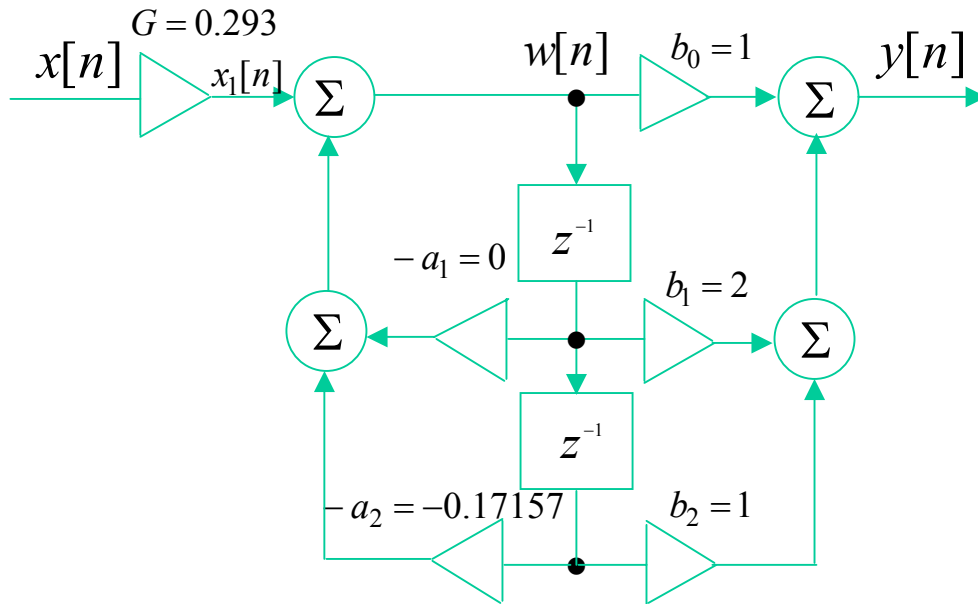 G = 0.293
x[n]
x₁[n]
Σ
w[n]
b₀ = 1
Σ
y[n]
z⁻¹
− a₁ = 0
b₁ = 2
Σ
Σ
z⁻¹
− a₂ = −0.17157
b₂ = 1